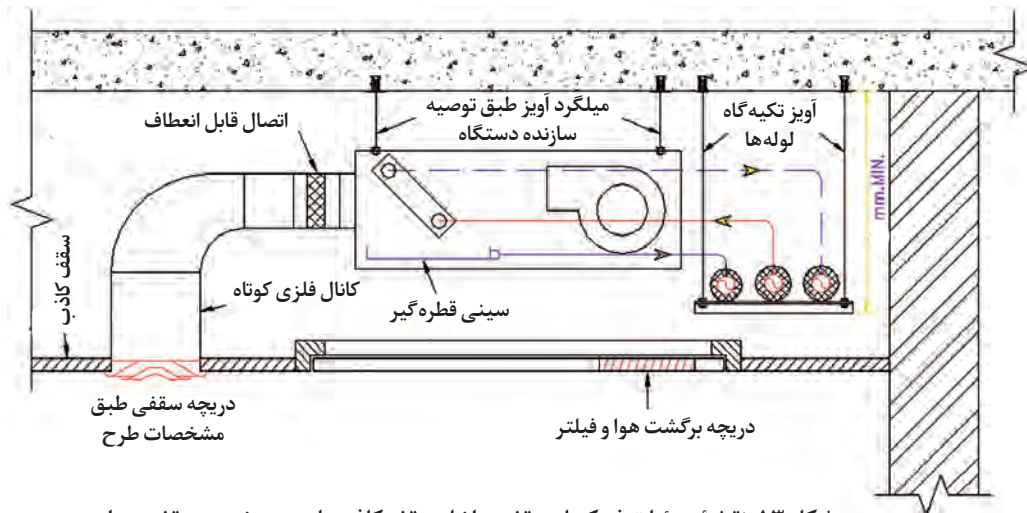 میلگرد آویز طبق توصیه
سازنده دستگاه
آویز تکیه‌گاه
لوله‌ها
اتصال قابل انعطاف
mm.MIN.
سقف کاذب
کانال فلزی کوتاه
سینی قطره‌گیر
دریچه سقفی طبق
مشخصات طرح
دریچه برگشت هوا و فیلتر